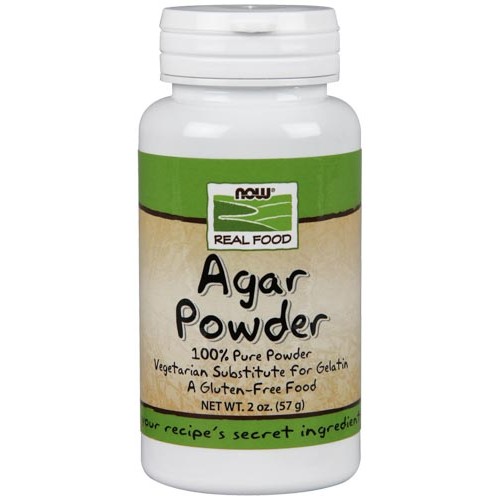 now®
REAL FOOD
Agar
Powder
100% Pure Powder
Vegetarian Substitute for Gelatin
A Gluten-Free Food
NET WT. 2 oz. (57 g)
your recipe's secret ingredient